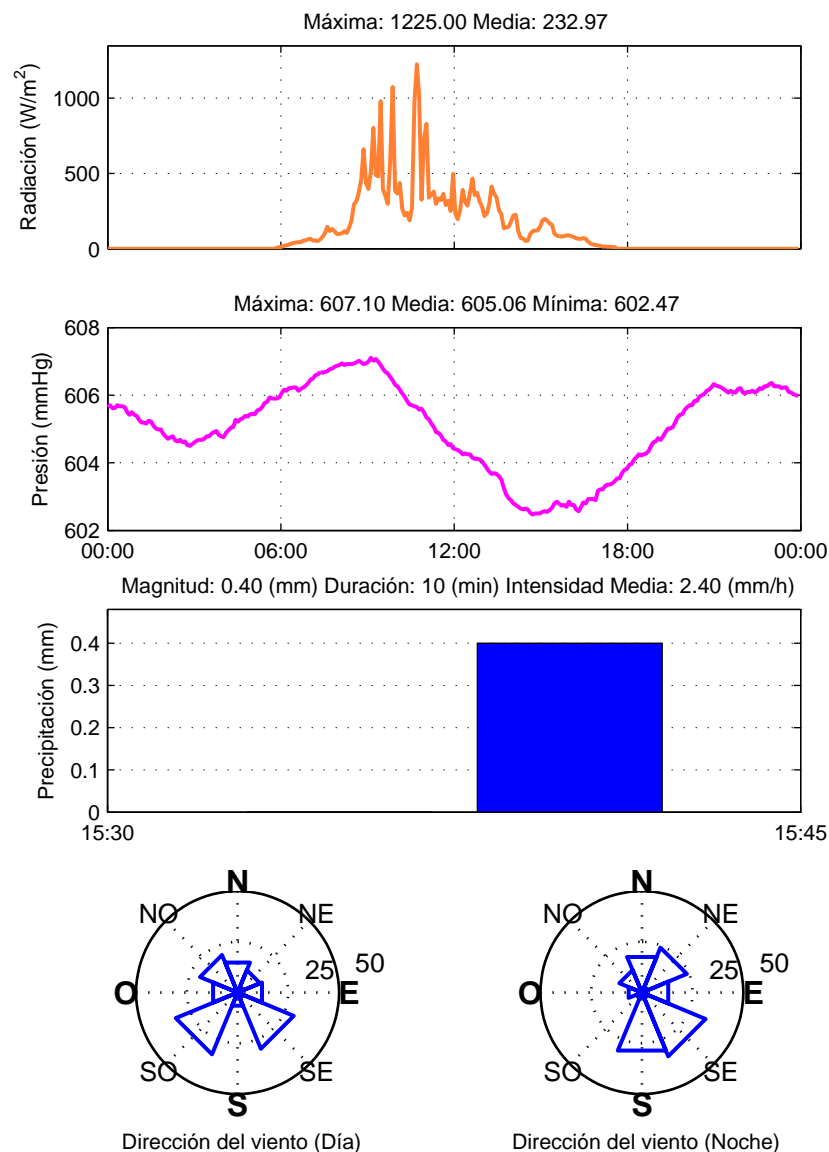 Máxima: 1225.00 Media: 232.97
Radiación (W/m²)
1000
500
0
Máxima: 607.10 Media: 605.06 Mínima: 602.47
Presión (mmHg)
608
606
604
602
00:00 06:00 12:00 18:00 00:00
Magnitud: 0.40 (mm) Duración: 10 (min) Intensidad Media: 2.40 (mm/h)
Precipitación (mm)
0.4
0.3
0.2
0.1
0
15:30 15:45
N
NO NE
25 50
O E
SO SE
S
Dirección del viento (Día)
N
NO NE
25 50
O E
SO SE
S
Dirección del viento (Noche)